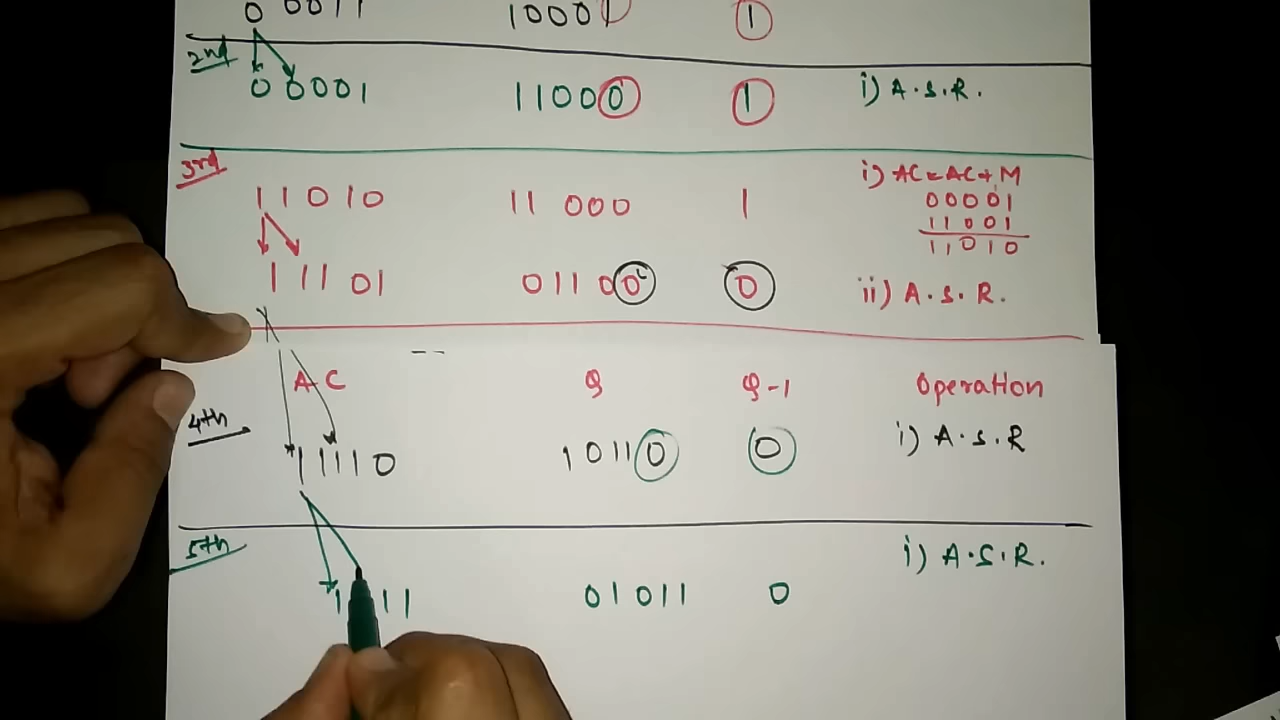 0 0011 10001 1
2nd
0 0001 11000 1 i) A.S.R.
3rd
i) AC=AC+M
11010 11 000 1 00001
11001
11010
11101 01100 0 ii) A.S.R.
AC Q Q-1 Operation
4th
11110 10110 0 i) A.S.R
5th
i) A.S.R.
01011 0